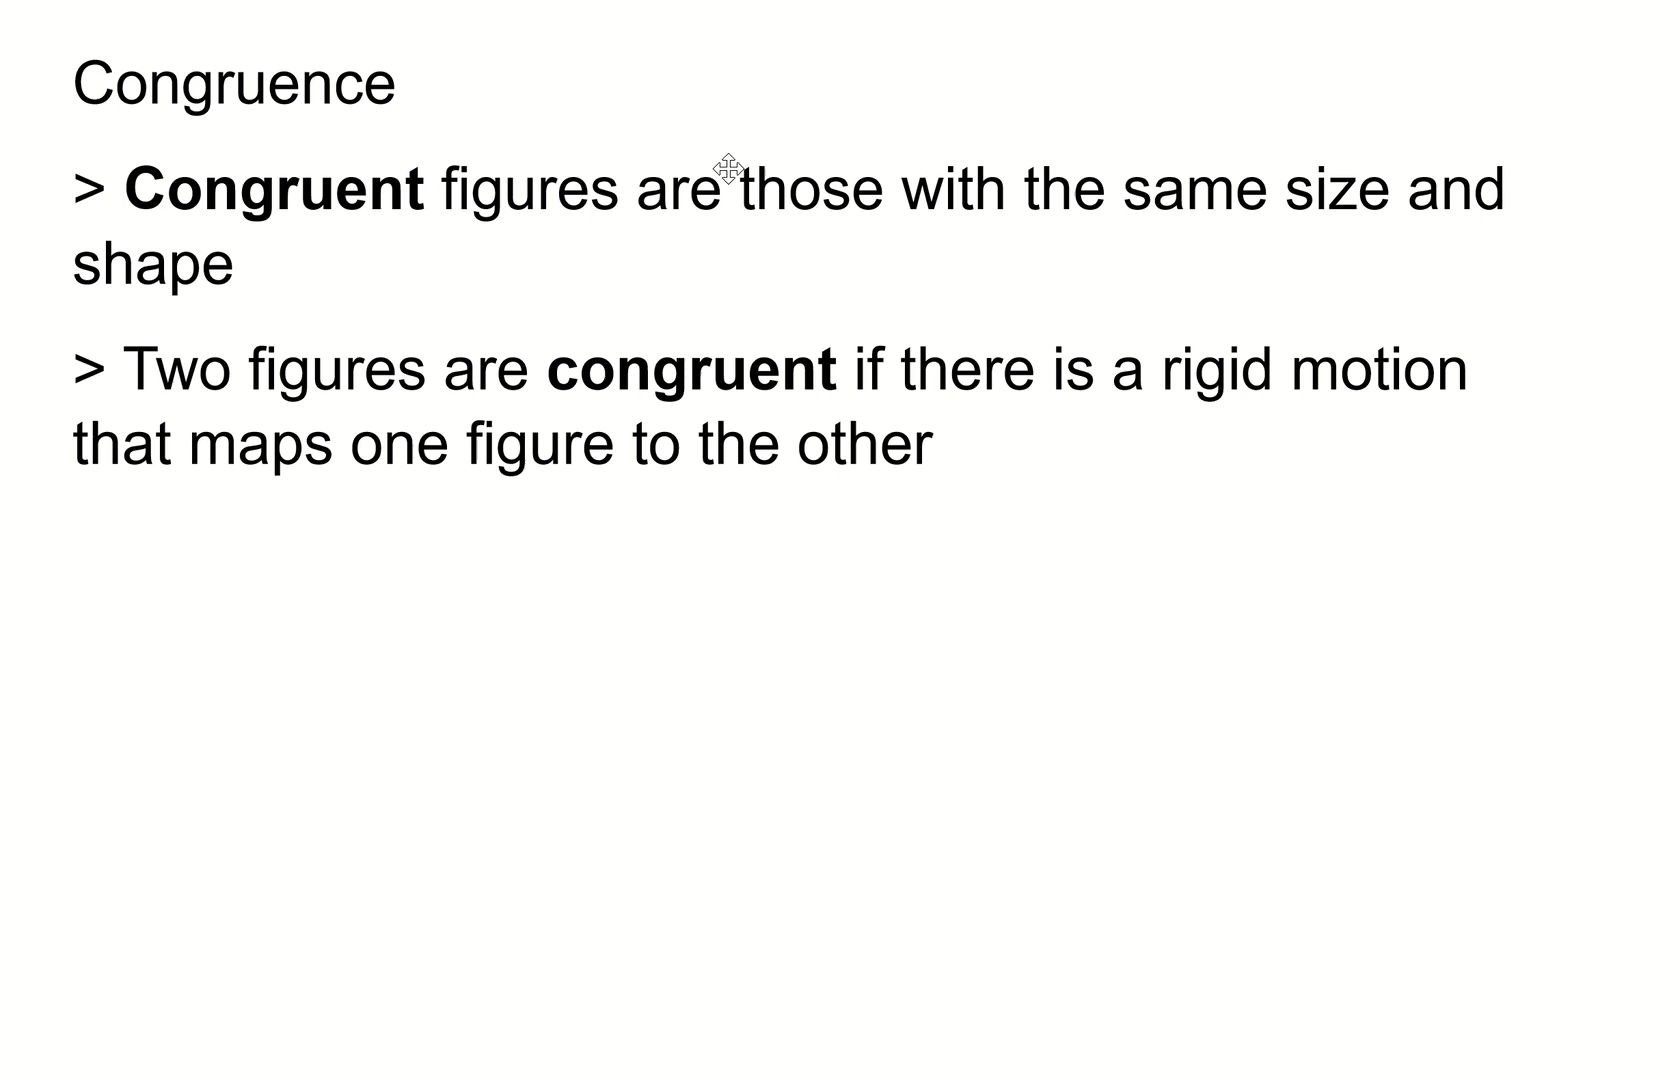 Congruence
> Congruent figures are those with the same size and
shape
> Two figures are congruent if there is a rigid motion
that maps one figure to the other